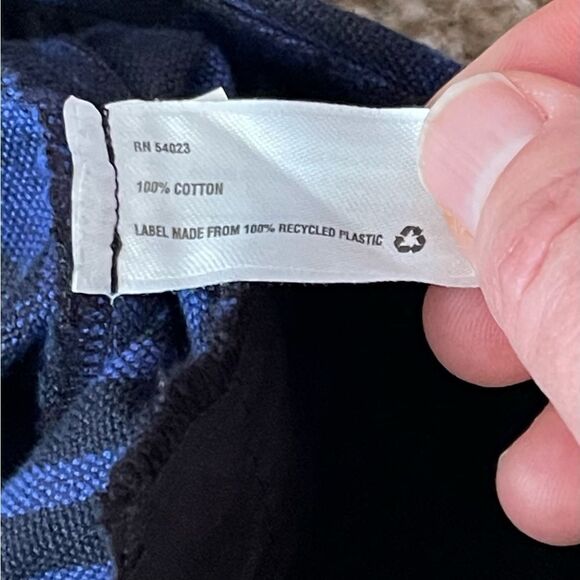 RN 54023
100% COTTON
LABEL MADE FROM 100% RECYCLED PLASTIC